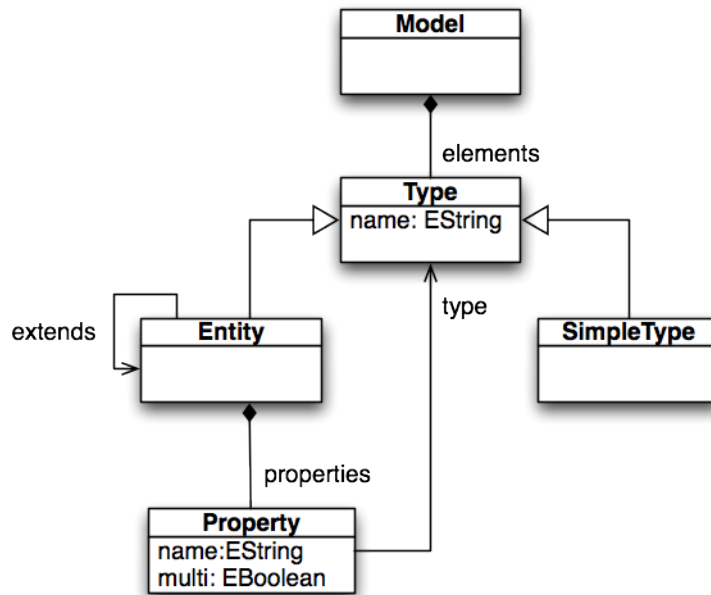 Model
elements
Type
name: EString
type
extends
Entity
SimpleType
properties
Property
name:EString
multi: EBoolean